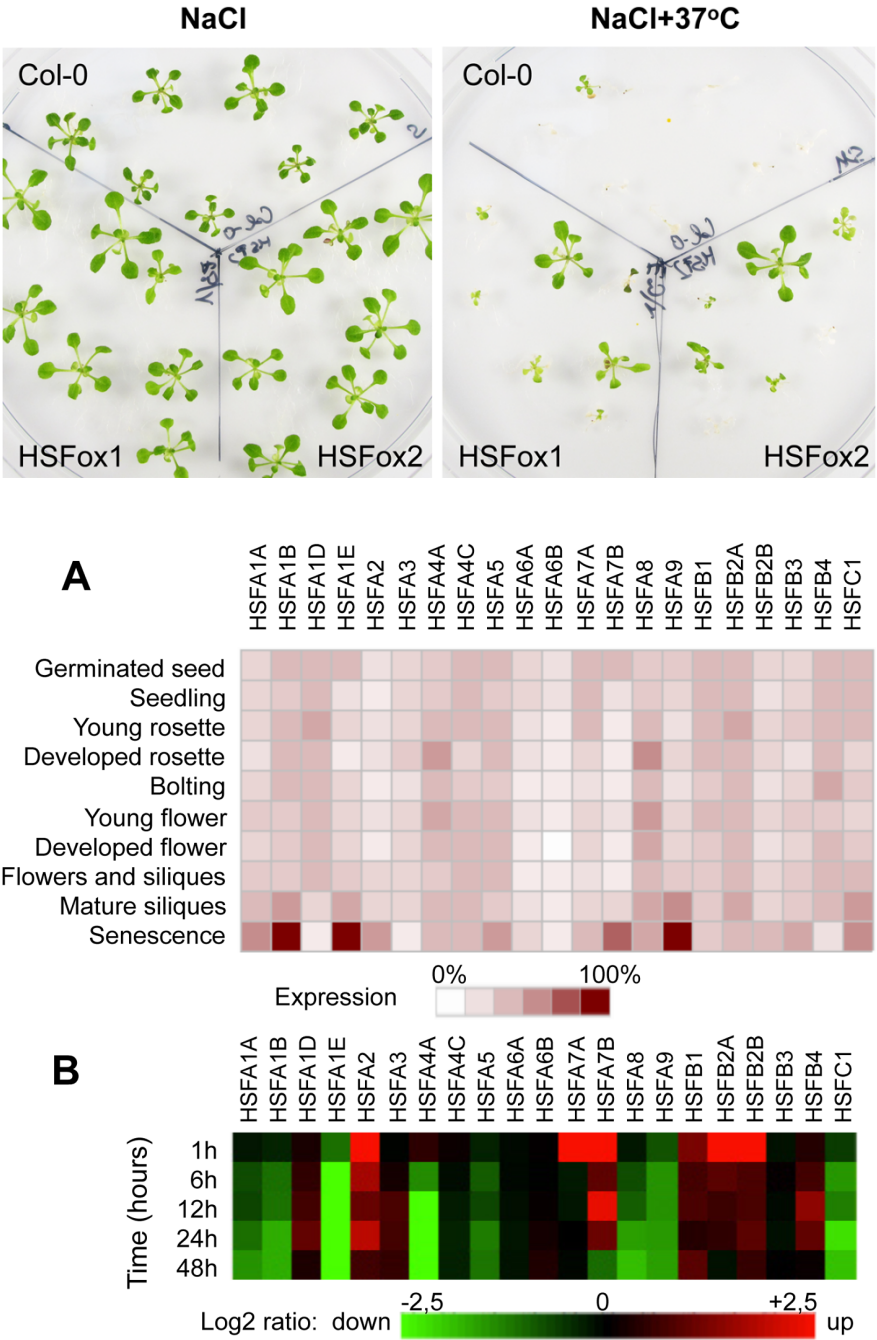 NaCl
NaCl+37°C
Col-0
Col-0
HSFox1
HSFox2
HSFox1
HSFox2
A
HSFA1A
HSFA1B
HSFA1D
HSFA1E
HSFA2
HSFA3
HSFA4A
HSFA4C
HSFA5
HSFA6A
HSFA6B
HSFA7A
HSFA7B
HSFA8
HSFA9
HSFB1
HSFB2A
HSFB2B
HSFB3
HSFB4
HSFC1
Germinated seed
Seedling
Young rosette
Developed rosette
Bolting
Young flower
Developed flower
Flowers and siliques
Mature siliques
Senescence
0%
100%
Expression
B
HSFA1A
HSFA1B
HSFA1D
HSFA1E
HSFA2
HSFA3
HSFA4A
HSFA4C
HSFA5
HSFA6A
HSFA6B
HSFA7A
HSFA7B
HSFA8
HSFA9
HSFB1
HSFB2A
HSFB2B
HSFB3
HSFB4
HSFC1
Time (hours)
1h
6h
12h
24h
48h
-2,5
0
+2,5
Log2 ratio: down
up